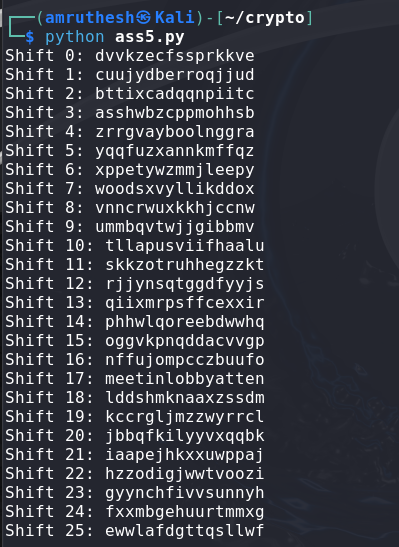 ┌──(amruthesh㉿Kali)-[~/crypto]
└─$ python ass5.py
Shift 0: dvvkzecfssprkkve
Shift 1: cuujydberroqjjud
Shift 2: bttixcadqqnpiitc
Shift 3: asshwbzcppmohhsb
Shift 4: zrrgvayboolnggra
Shift 5: yqqfuzxannkmffqz
Shift 6: xppetywzmmjleepy
Shift 7: woodsxvyllikddox
Shift 8: vnncrwuxkkhjccnw
Shift 9: ummbqvtwjjgibbmv
Shift 10: tllapusviifhaalu
Shift 11: skkzotruhhegzzkt
Shift 12: rjjynsqtggdfyyjs
Shift 13: qiixmrpsffcexxir
Shift 14: phhwlqoreebdwwhq
Shift 15: oggvkpnqddacvvgp
Shift 16: nffujompcczbuufo
Shift 17: meetinlobbyatten
Shift 18: lddshmknaaxzssdm
Shift 19: kccrgljmzzwyrrcl
Shift 20: jbbqfkilyyvxqqbk
Shift 21: iaapejhkxxuwppaj
Shift 22: hzzodigjwwtvoozi
Shift 23: gyynchfivvsunnyh
Shift 24: fxxmbgehuurtmmxg
Shift 25: ewwlafdgttqsllwf